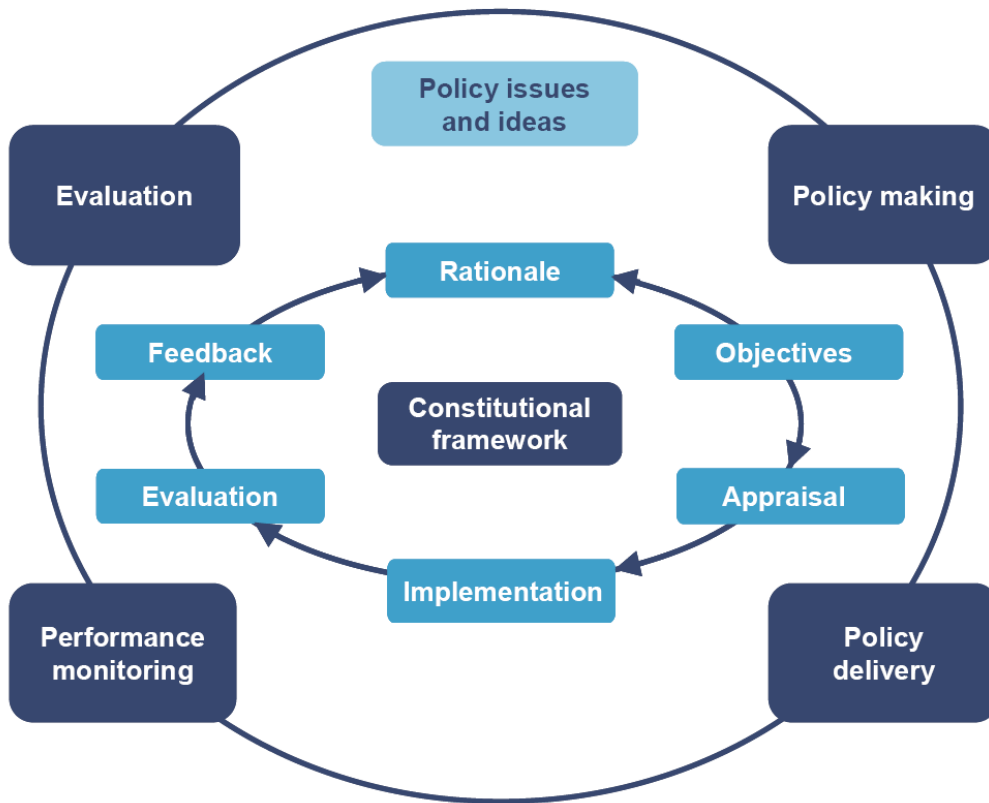 Policy issues
and ideas
Evaluation
Policy making
Rationale
Feedback
Objectives
Constitutional
framework
Evaluation
Appraisal
Implementation
Performance
monitoring
Policy
delivery